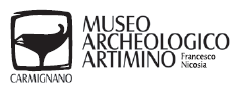 MUSEO
ARCHEOLOGICO
ARTIMINO Francesco
Nicosia
CARMIGNANO